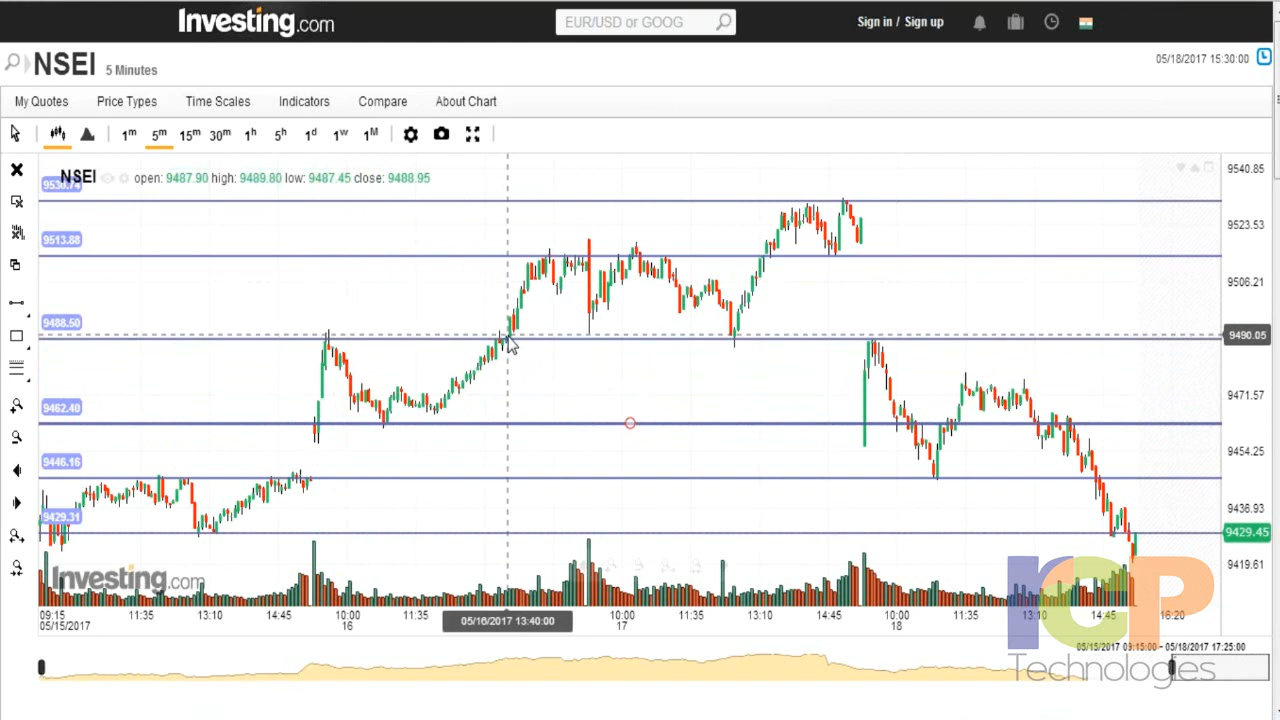 Investing.com
EUR/USD or GOOG
Sign in / Sign up
NSEI 5 Minutes
05/18/2017 15:30:00
My Quotes Price Types Time Scales Indicators Compare About Chart
1m 5m 15m 30m 1h 5h 1d 1w 1M
NSEI open: 9487.90 high: 9489.80 low: 9487.45 close: 9488.95
9540.85
9530.74
9523.53
9513.88
9506.21
9488.50
9490.05
9471.57
9462.40
9454.25
9446.16
9438.93
9429.31
9429.45
9419.61
Investing.com
09:15 11:35 13:10 14:45 10:00 11:35 05/16/2017 13:40:00 10:00 11:35 13:10 14:45 10:00 11:35 13:10 14:45 16:20
05/15/2017 16 17 18
05/15/2017 09:15:00 - 05/18/2017 17:25:00
Technologies